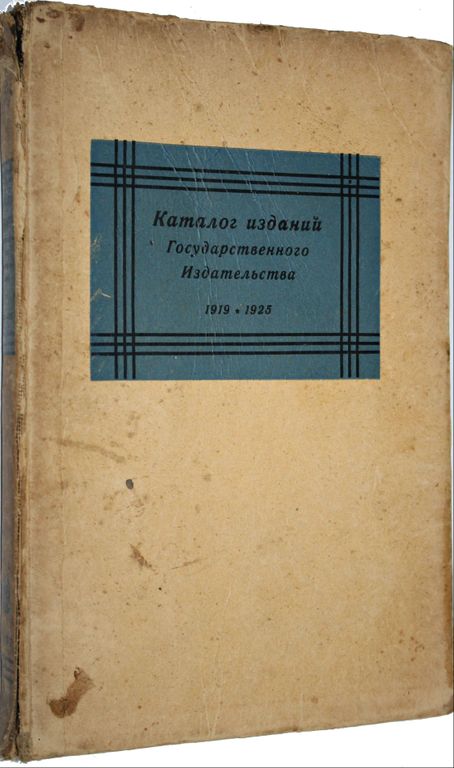 Каталог изданий
Государственного
Издательства
1919 * 1925